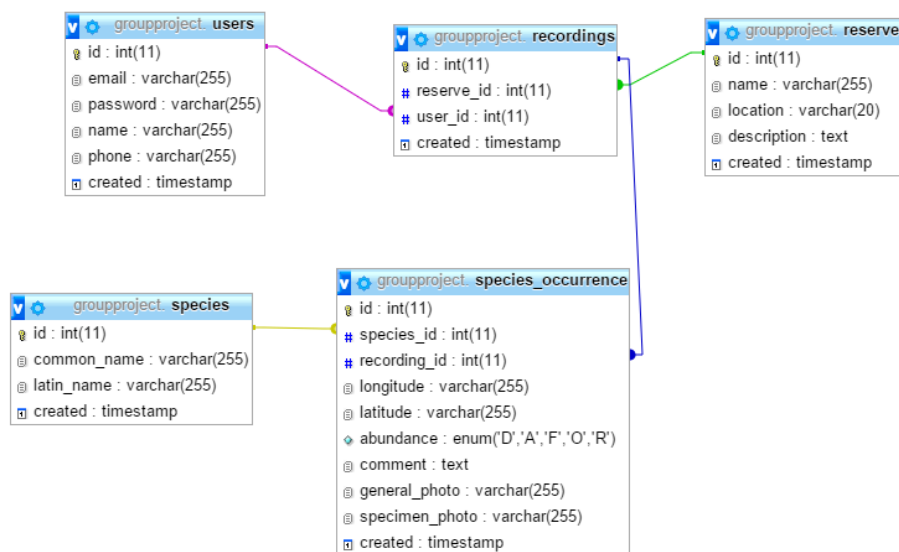 groupproject. users
id : int(11)
email : varchar(255)
password : varchar(255)
name : varchar(255)
phone : varchar(255)
created : timestamp
groupproject. recordings
id : int(11)
reserve_id : int(11)
user_id : int(11)
created : timestamp
groupproject. reserve
id : int(11)
name : varchar(255)
location : varchar(20)
description : text
created : timestamp
groupproject. species
id : int(11)
common_name : varchar(255)
latin_name : varchar(255)
created : timestamp
groupproject. species_occurrence
id : int(11)
species_id : int(11)
recording_id : int(11)
longitude : varchar(255)
latitude : varchar(255)
abundance : enum('D','A','F','O','R')
comment : text
general_photo : varchar(255)
specimen_photo : varchar(255)
created : timestamp